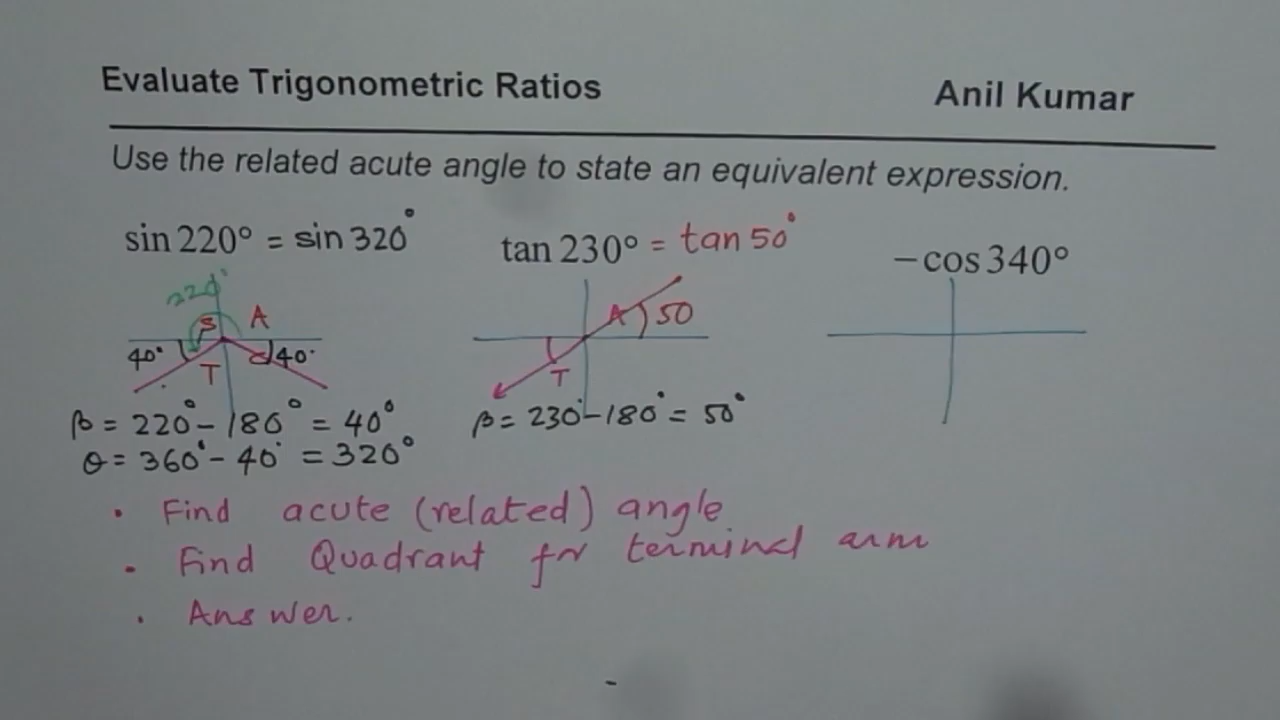 Evaluate Trigonometric Ratios Anil Kumar
Use the related acute angle to state an equivalent expression.
sin 220° = sin 320° tan 230° = tan 50° −cos 340°
220°
S A A 50
40° T C 40° T
β = 220° − 180° = 40° β = 230° − 180° = 50°
θ = 360° − 40° = 320°
• Find acute (related) angle
• Find Quadrant for terminal arm
• Answer.